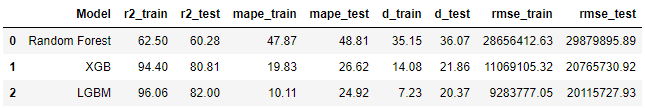 Model r2_train r2_test mape_train mape_test d_train d_test rmse_train rmse_test
0 Random Forest 62.50 60.28 47.87 48.81 35.15 36.07 28656412.63 29879895.89
1 XGB 94.40 80.81 19.83 26.62 14.08 21.86 11069105.32 20765730.92
2 LGBM 96.06 82.00 10.11 24.92 7.23 20.37 9283777.05 20115727.93